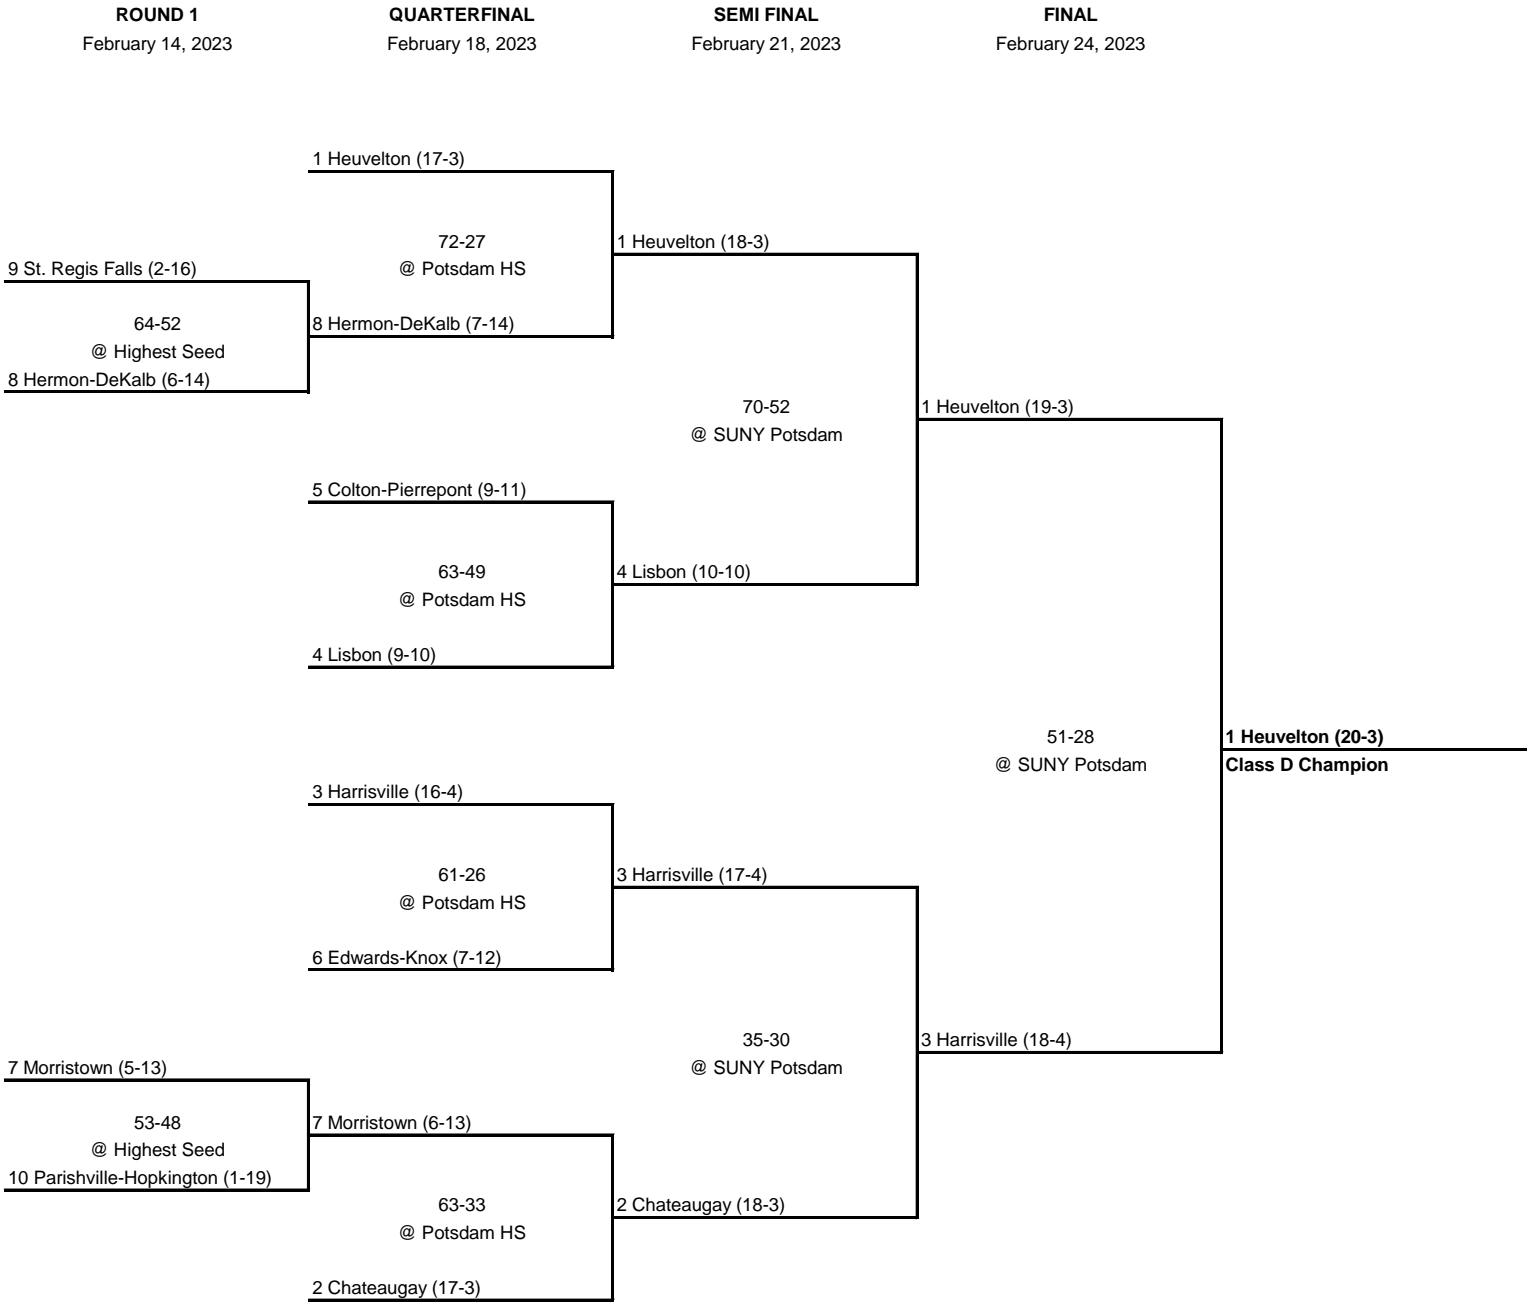 ROUND 1
February 14, 2023
QUARTERFINAL
February 18, 2023
SEMI FINAL
February 21, 2023
FINAL
February 24, 2023
1 Heuvelton (17-3)
72-27
@ Potsdam HS
1 Heuvelton (18-3)
9 St. Regis Falls (2-16)
64-52
@ Highest Seed
8 Hermon-DeKalb (7-14)
8 Hermon-DeKalb (6-14)
70-52
@ SUNY Potsdam
1 Heuvelton (19-3)
5 Colton-Pierrepont (9-11)
63-49
@ Potsdam HS
4 Lisbon (10-10)
4 Lisbon (9-10)
51-28
@ SUNY Potsdam
1 Heuvelton (20-3)
Class D Champion
3 Harrisville (16-4)
61-26
@ Potsdam HS
3 Harrisville (17-4)
6 Edwards-Knox (7-12)
35-30
@ SUNY Potsdam
3 Harrisville (18-4)
7 Morristown (5-13)
53-48
@ Highest Seed
7 Morristown (6-13)
10 Parishville-Hopkington (1-19)
63-33
@ Potsdam HS
2 Chateaugay (18-3)
2 Chateaugay (17-3)